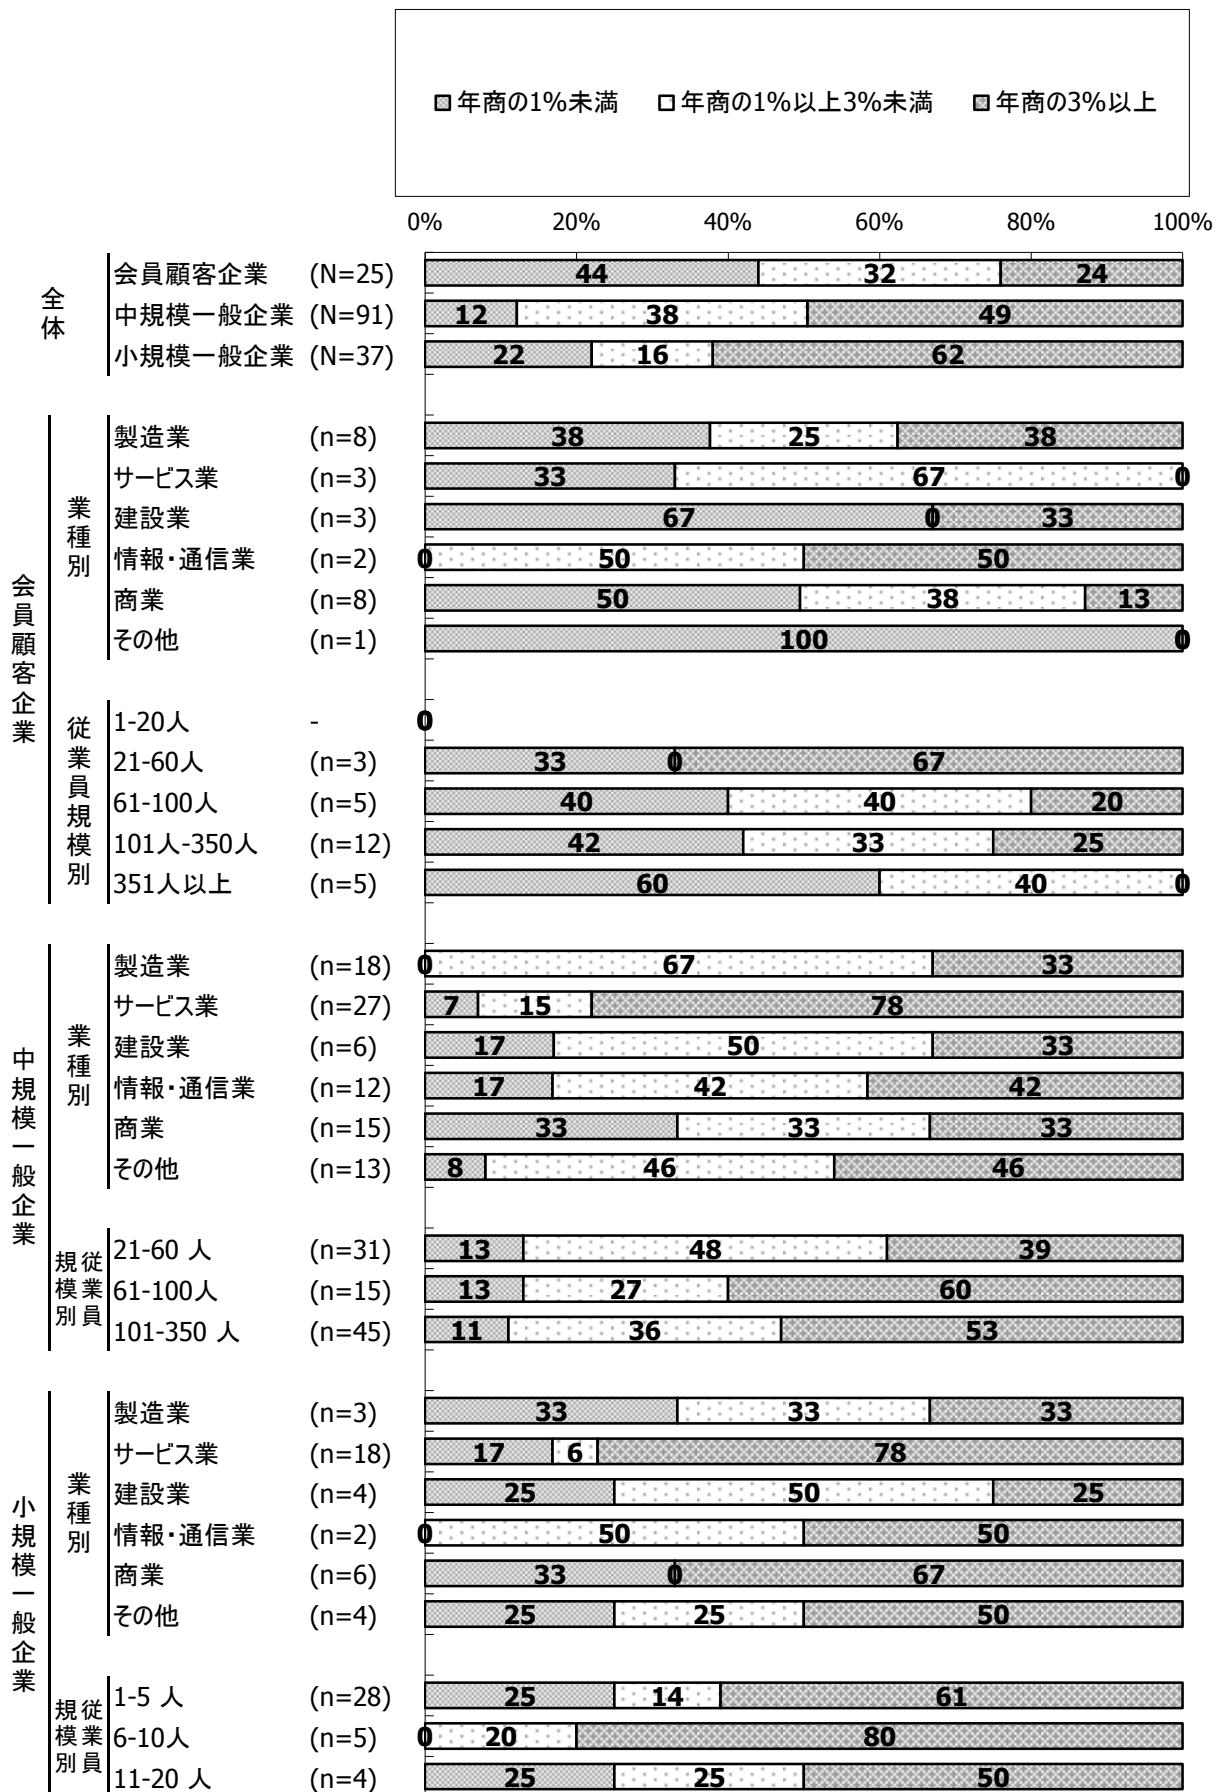 年商の1%未満 年商の1%以上3%未満 年商の3%以上
0% 20% 40% 60% 80% 100%
全体
会員顧客企業 (N=25) 44 32 24
中規模一般企業 (N=91) 12 38 49
小規模一般企業 (N=37) 22 16 62
会員顧客企業
業種別
製造業 (n=8) 38 25 38
サービス業 (n=3) 33 67 0
建設業 (n=3) 67 0 33
情報・通信業 (n=2) 0 50 50
商業 (n=8) 50 38 13
その他 (n=1) 100 0
従業員規模別
1-20人 - 0
21-60人 (n=3) 33 0 67
61-100人 (n=5) 40 40 20
101人-350人 (n=12) 42 33 25
351人以上 (n=5) 60 40 0
中規模一般企業
業種別
製造業 (n=18) 0 67 33
サービス業 (n=27) 7 15 78
建設業 (n=6) 17 50 33
情報・通信業 (n=12) 17 42 42
商業 (n=15) 33 33 33
その他 (n=13) 8 46 46
従業員規模別
21-60 人 (n=31) 13 48 39
61-100人 (n=15) 13 27 60
101-350 人 (n=45) 11 36 53
小規模一般企業
業種別
製造業 (n=3) 33 33 33
サービス業 (n=18) 17 6 78
建設業 (n=4) 25 50 25
情報・通信業 (n=2) 0 50 50
商業 (n=6) 33 0 67
その他 (n=4) 25 25 50
従業員規模別
1-5 人 (n=28) 25 14 61
6-10人 (n=5) 0 20 80
11-20 人 (n=4) 25 25 50